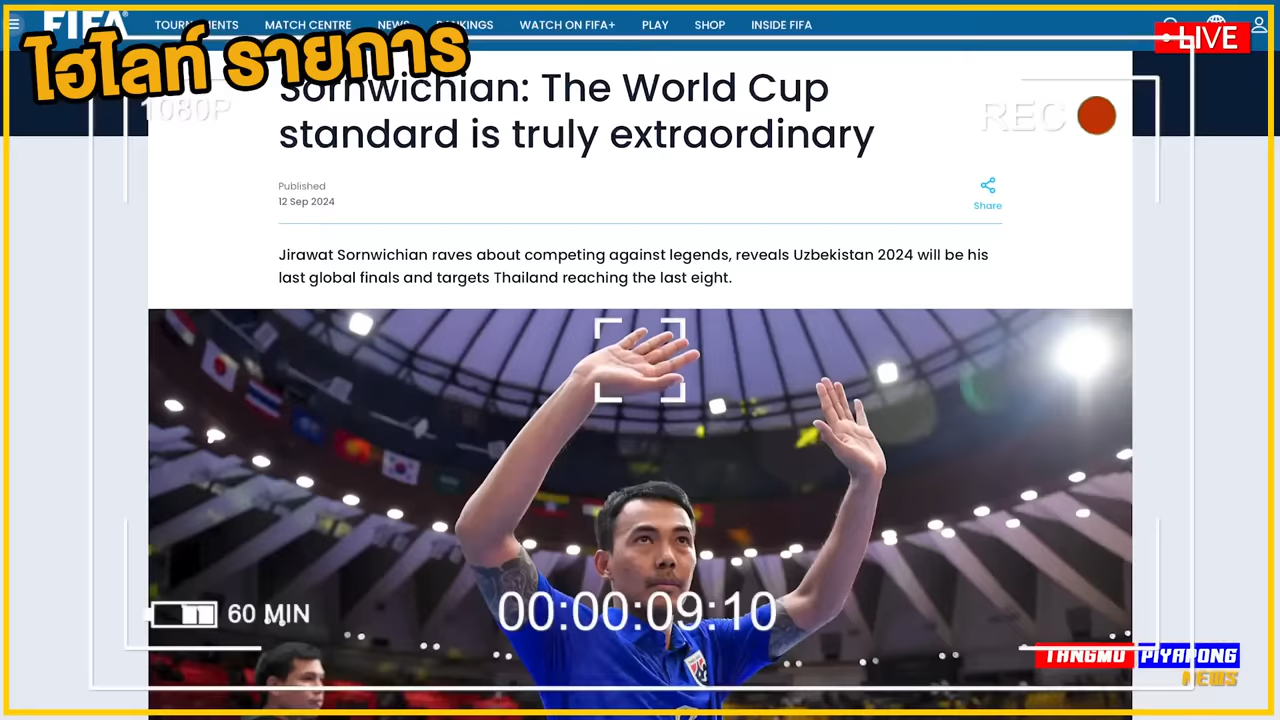 FIFA
TOURNAMENTS MATCH CENTRE NEWS RANKINGS WATCH ON FIFA+ PLAY SHOP INSIDE FIFA
LIVE
ไฮไลท์ รายการ
1080P
REC
Sornwichian: The World Cup
standard is truly extraordinary
Published
12 Sep 2024
Share
Jirawat Sornwichian raves about competing against legends, reveals Uzbekistan 2024 will be his
last global finals and targets Thailand reaching the last eight.
60 MIN
00:00:09:10
TANGMO PIYAPONG
NEWS